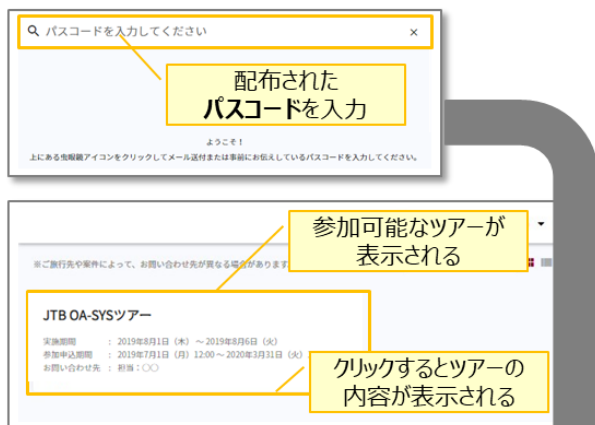 パスコードを入力してください ×
配布された
パスコードを入力
ようこそ！
上にある虫眼鏡アイコンをクリックしてメール送付または事前にお伝えしているパスコードを入力してください。
参加可能なツアーが
表示される
※ご旅行先や案件によって、お問い合わせ先が異なる場合があります
JTB OA-SYSツアー
実施期間 : 2019年8月1日（木） ～ 2019年8月6日（火）
参加申込期間 : 2019年7月1日（月）12:00 ～ 2020年3月31日（火）
お問い合わせ先 : 担当：〇〇
クリックするとツアーの
内容が表示される